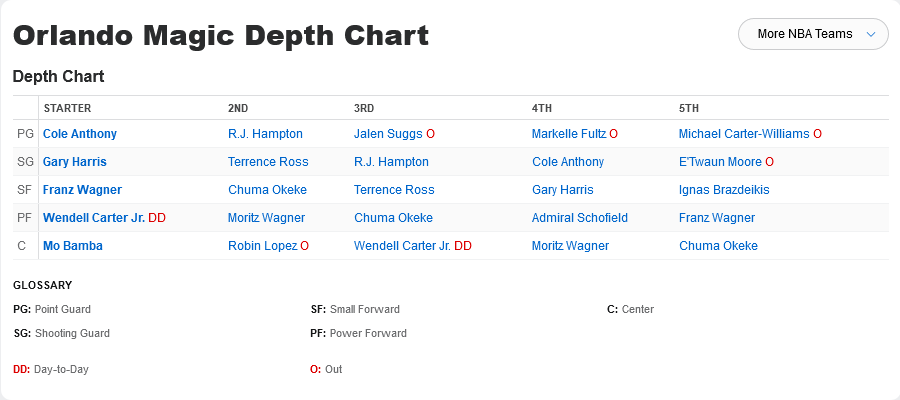 Orlando Magic Depth Chart
More NBA Teams
Depth Chart
STARTER 2ND 3RD 4TH 5TH
PG Cole Anthony R.J. Hampton Jalen Suggs O Markelle Fultz O Michael Carter-Williams O
SG Gary Harris Terrence Ross R.J. Hampton Cole Anthony E'Twaun Moore O
SF Franz Wagner Chuma Okeke Terrence Ross Gary Harris Ignas Brazdeikis
PF Wendell Carter Jr. DD Moritz Wagner Chuma Okeke Admiral Schofield Franz Wagner
C Mo Bamba Robin Lopez O Wendell Carter Jr. DD Moritz Wagner Chuma Okeke
GLOSSARY
PG: Point Guard SF: Small Forward C: Center
SG: Shooting Guard PF: Power Forward
DD: Day-to-Day O: Out